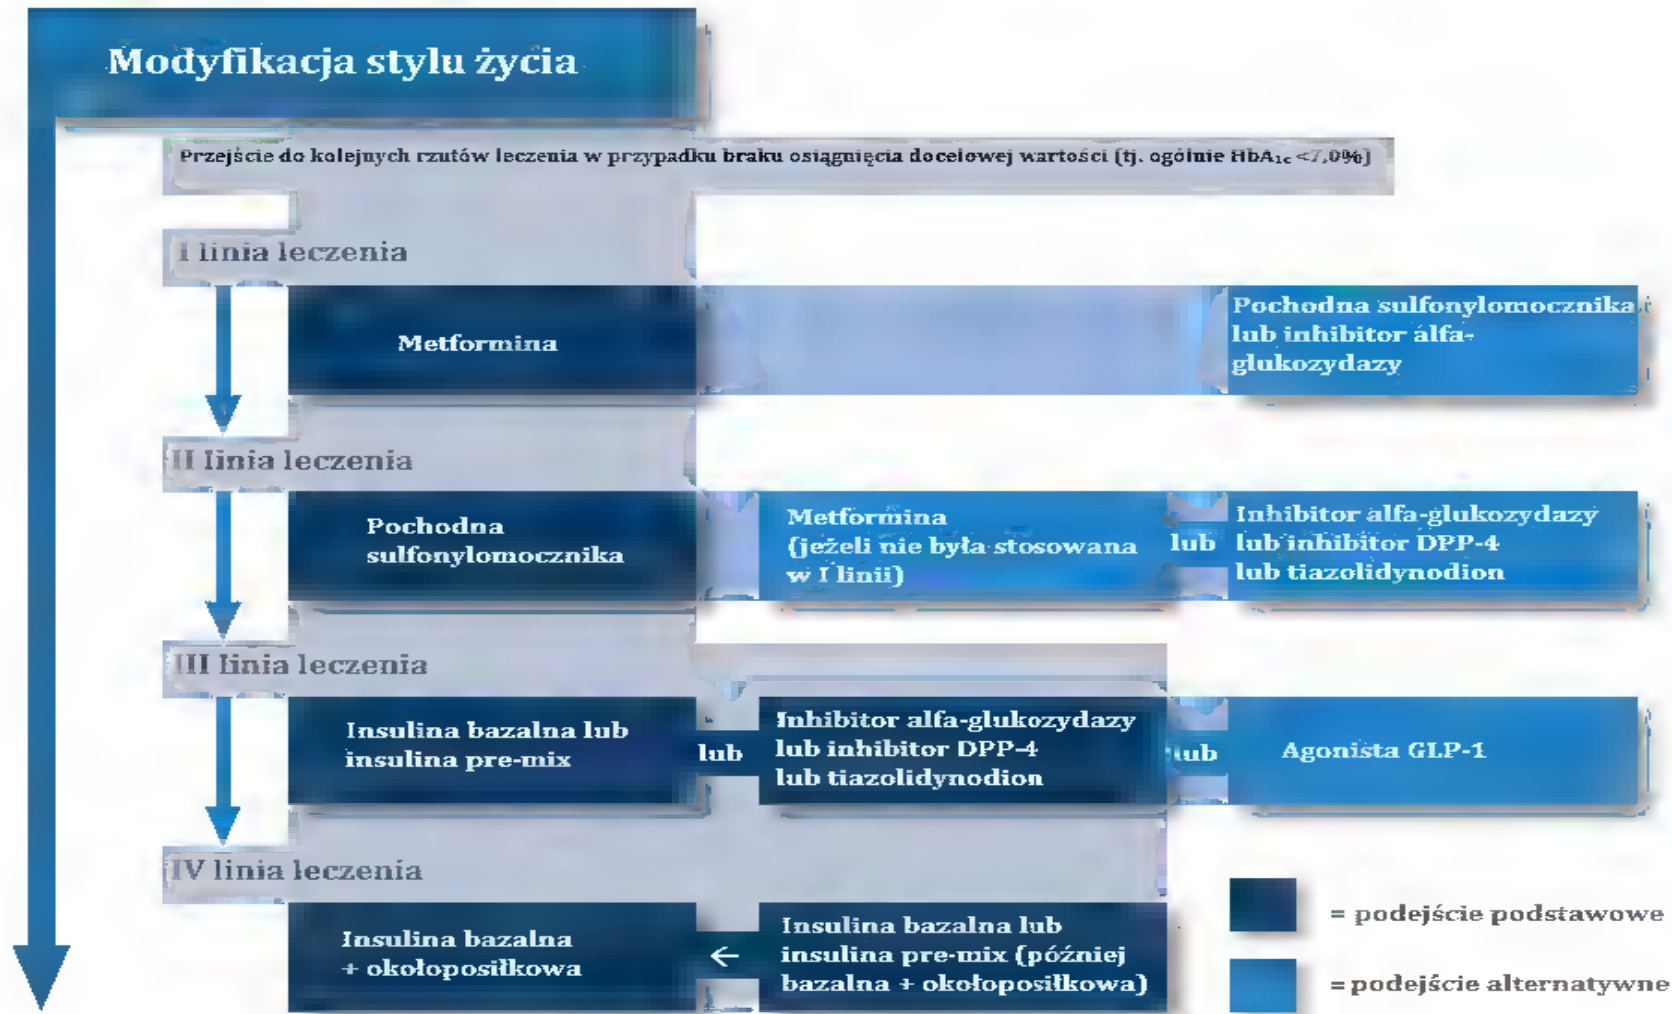 Modyfikacja stylu życia
Przejście do kolejnych rzutów leczenia w przypadku braku osiągnięcia docelowej wartości (tj. ogólnie HbA₁c <7,0%)
I linia leczenia
Metformina
Pochodna sulfonylomocznika
lub inhibitor alfa-
glukozydazy
II linia leczenia
Pochodna
sulfonylomocznika
Metformina
(jeżeli nie była stosowana
w I linii)
lub
Inhibitor alfa-glukozydazy
lub inhibitor DPP-4
lub tiazolidynodion
III linia leczenia
Insulina bazalna lub
insulina pre-mix
lub
Inhibitor alfa-glukozydazy
lub inhibitor DPP-4
lub tiazolidynodion
lub
Agonista GLP-1
IV linia leczenia
Insulina bazalna
+ okołoposiłkowa
←
Insulina bazalna lub
insulina pre-mix (później
bazalna + okołoposiłkowa)
= podejście podstawowe
= podejście alternatywne